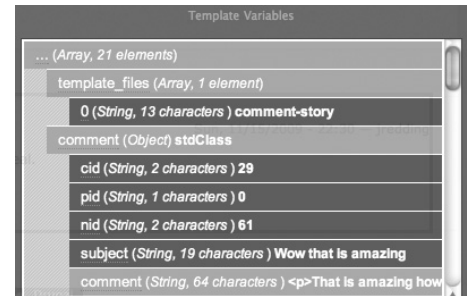 Template Variables
... (Array, 21 elements)
template_files (Array, 1 element)
0 (String, 13 characters ) comment-story
comment (Object) stdClass
cid (String, 2 characters ) 29
pid (String, 1 characters ) 0
nid (String, 2 characters ) 61
subject (String, 19 characters ) Wow that is amazing
comment (String, 64 characters ) <p>That is amazing how